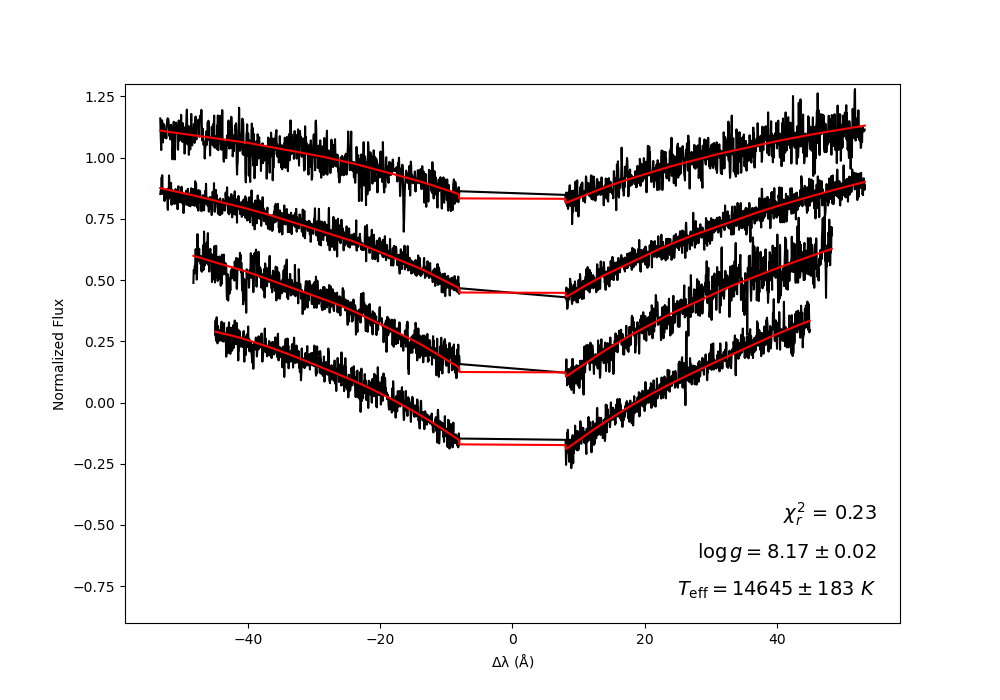 1.25
1.00
0.75
0.50
0.25
0.00
−0.25
−0.50
−0.75
Normalized Flux
χ²ᵣ = 0.23
log g = 8.17 ± 0.02
T_eff = 14645 ± 183 K
−40 −20 0 20 40
Δλ (Å)